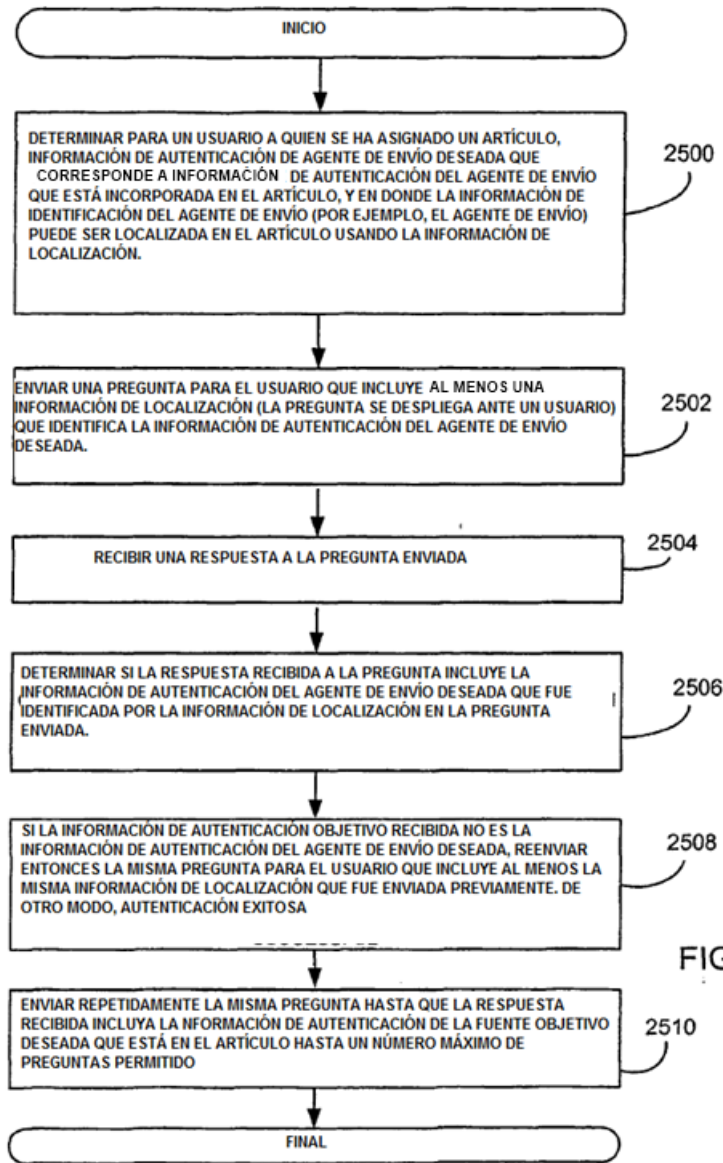 INICIO
DETERMINAR PARA UN USUARIO A QUIEN SE HA ASIGNADO UN ARTÍCULO,
INFORMACIÓN DE AUTENTICACIÓN DE AGENTE DE ENVÍO DESEADA QUE
CORRESPONDE A INFORMACIÓN DE AUTENTICACIÓN DEL AGENTE DE ENVÍO
QUE ESTÁ INCORPORADA EN EL ARTÍCULO, Y EN DONDE LA INFORMACIÓN DE
IDENTIFICACIÓN DEL AGENTE DE ENVÍO (POR EJEMPLO, EL AGENTE DE ENVÍO)
PUEDE SER LOCALIZADA EN EL ARTÍCULO USANDO LA INFORMACIÓN DE
LOCALIZACIÓN.
2500
ENVIAR UNA PREGUNTA PARA EL USUARIO QUE INCLUYE AL MENOS UNA
INFORMACIÓN DE LOCALIZACIÓN (LA PREGUNTA SE DESPLIEGA ANTE UN USUARIO)
QUE IDENTIFICA LA INFORMACIÓN DE AUTENTICACIÓN DEL AGENTE DE ENVÍO
DESEADA.
2502
RECIBIR UNA RESPUESTA A LA PREGUNTA ENVIADA
2504
DETERMINAR SI LA RESPUESTA RECIBIDA A LA PREGUNTA INCLUYE LA
INFORMACIÓN DE AUTENTICACIÓN DEL AGENTE DE ENVÍO DESEADA QUE FUE
IDENTIFICADA POR LA INFORMACIÓN DE LOCALIZACIÓN EN LA PREGUNTA
ENVIADA.
2506
SI LA INFORMACIÓN DE AUTENTICACIÓN OBJETIVO RECIBIDA NO ES LA
INFORMACIÓN DE AUTENTICACIÓN DEL AGENTE DE ENVÍO DESEADA, REENVIAR
ENTONCES LA MISMA PREGUNTA PARA EL USUARIO QUE INCLUYE AL MENOS LA
MISMA INFORMACIÓN DE LOCALIZACIÓN QUE FUE ENVIADA PREVIAMENTE. DE
OTRO MODO, AUTENTICACIÓN EXITOSA
2508
FIG
ENVIAR REPETIDAMENTE LA MISMA PREGUNTA HASTA QUE LA RESPUESTA
RECIBIDA INCLUYA LA NFORMACIÓN DE AUTENTICACIÓN DE LA FUENTE OBJETIVO
DESEADA QUE ESTÁ EN EL ARTÍCULO HASTA UN NÚMERO MÁXIMO DE
PREGUNTAS PERMITIDO
2510
FINAL